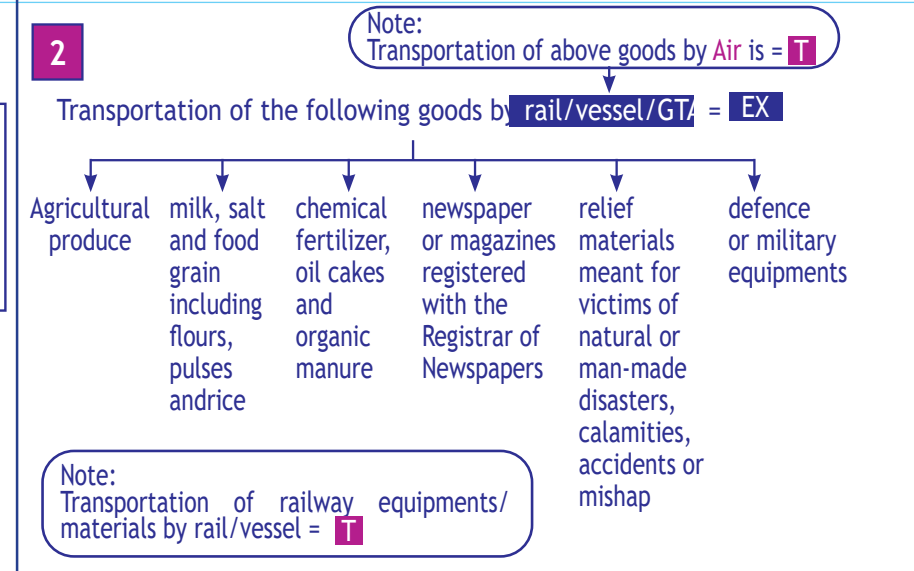 Note:
Transportation of above goods by Air is = T
2
Transportation of the following goods by rail/vessel/GTA = EX
Agricultural
produce
milk, salt
and food
grain
including
flours,
pulses
andrice
chemical
fertilizer,
oil cakes
and
organic
manure
newspaper
or magazines
registered
with the
Registrar of
Newspapers
relief
materials
meant for
victims of
natural or
man-made
disasters,
calamities,
accidents or
mishap
defence
or military
equipments
Note:
Transportation of railway equipments/
materials by rail/vessel = T